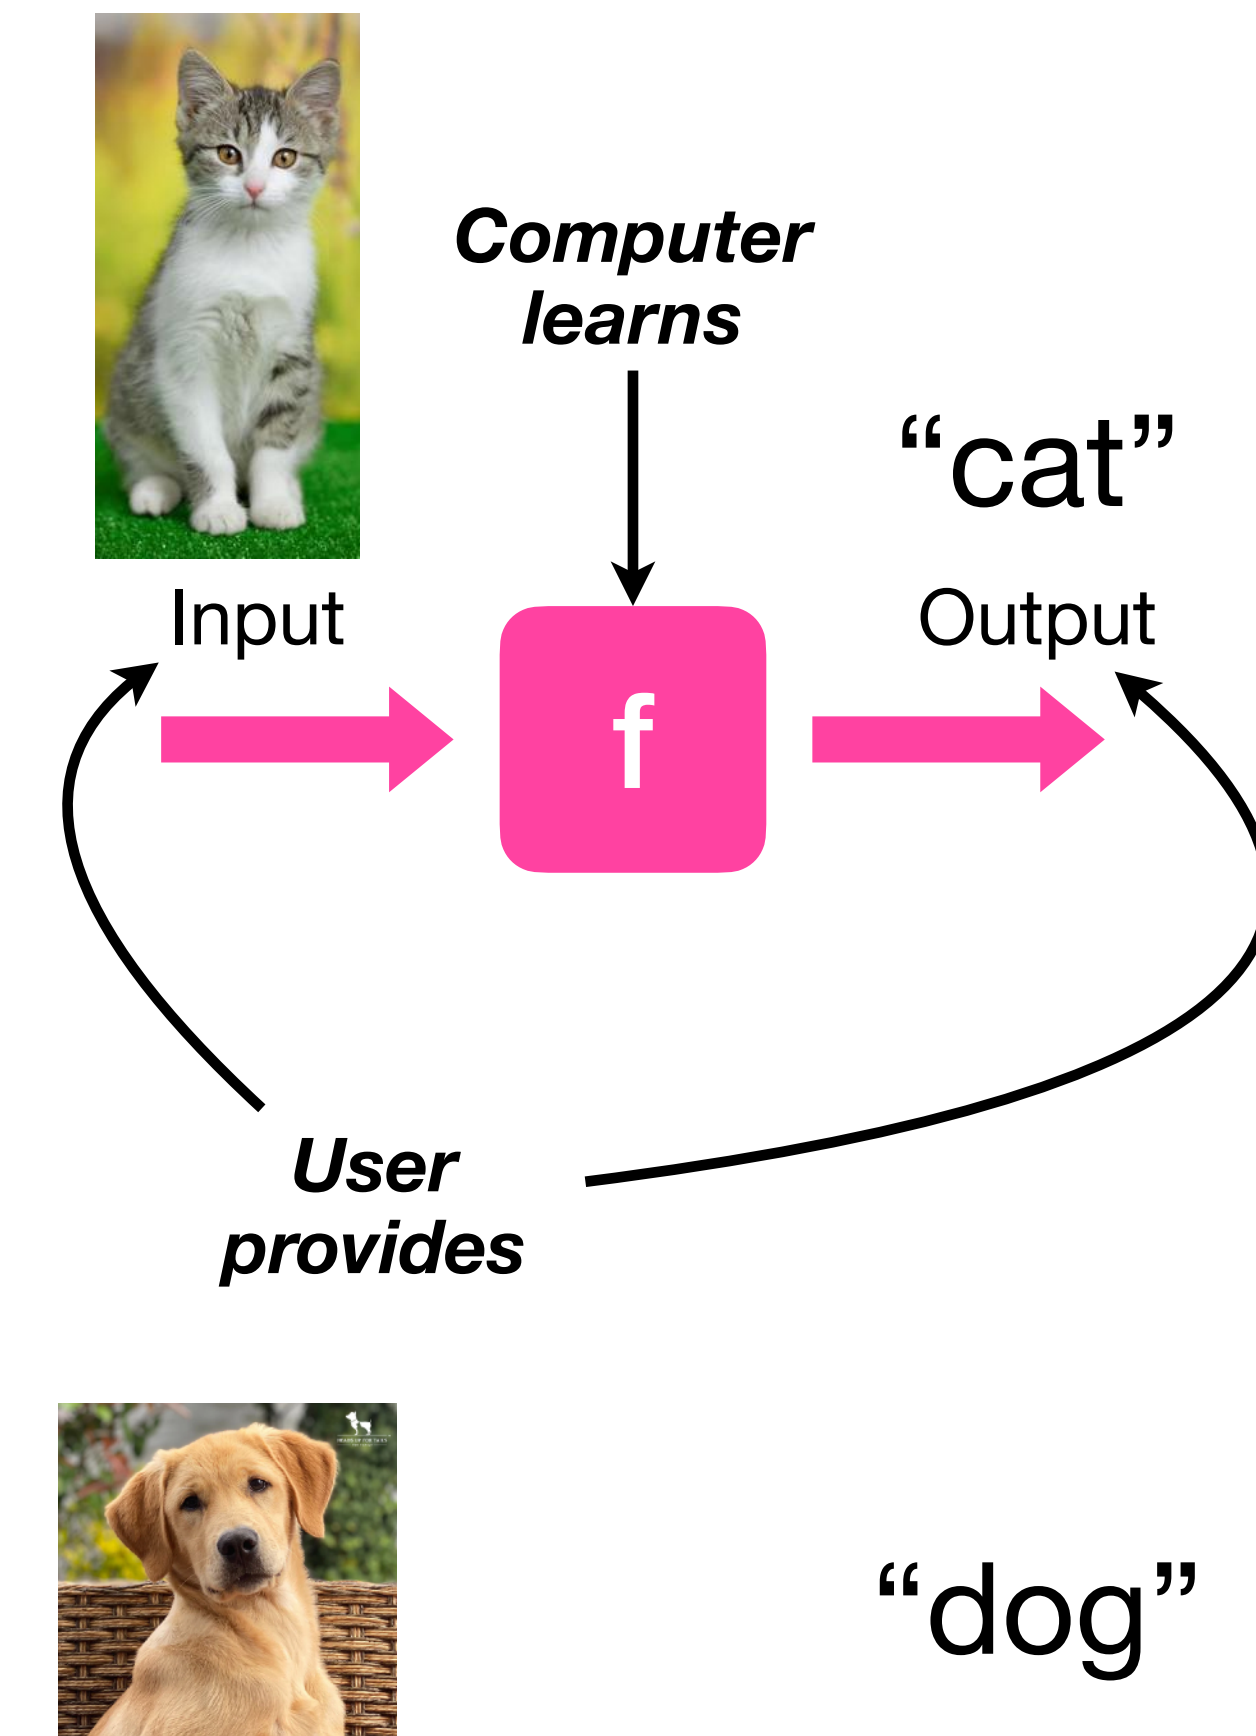 Computer
learns
“cat”
Input
Output
f
User
provides
“dog”